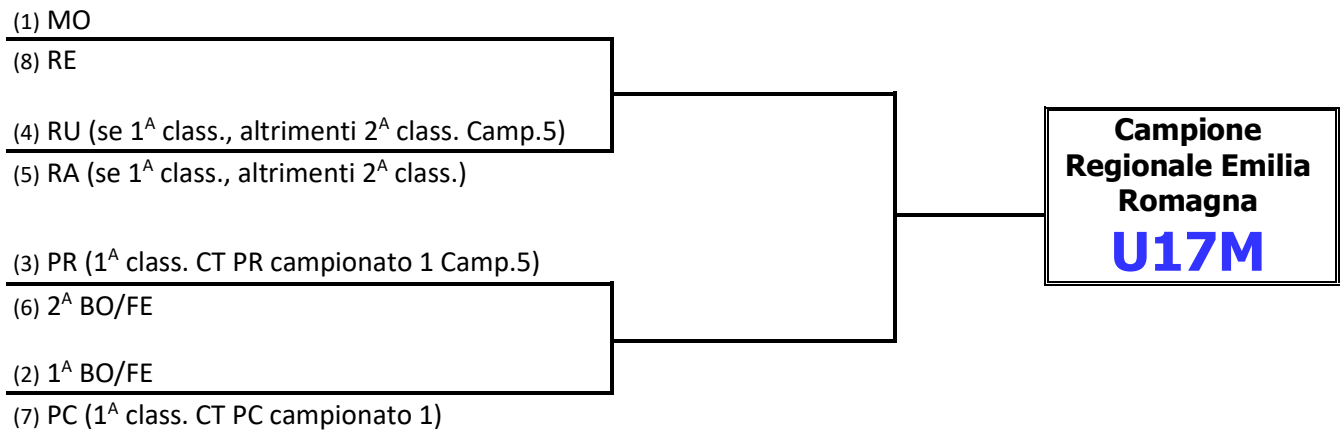 (1) MO
(8) RE
(4) RU (se 1ᴬ class., altrimenti 2ᴬ class. Camp.5)
(5) RA (se 1ᴬ class., altrimenti 2ᴬ class.)
(3) PR (1ᴬ class. CT PR campionato 1 Camp.5)
(6) 2ᴬ BO/FE
(2) 1ᴬ BO/FE
(7) PC (1ᴬ class. CT PC campionato 1)
Campione
Regionale Emilia
Romagna
U17M